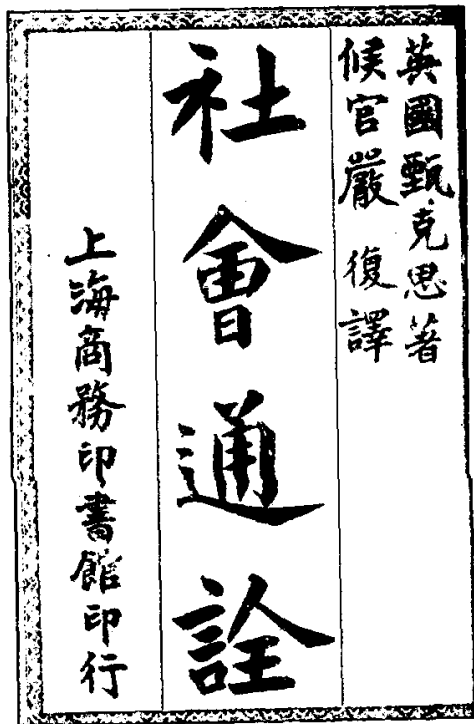 英國甄克思著
候官嚴復譯
社會通詮
上海商務印書館印行